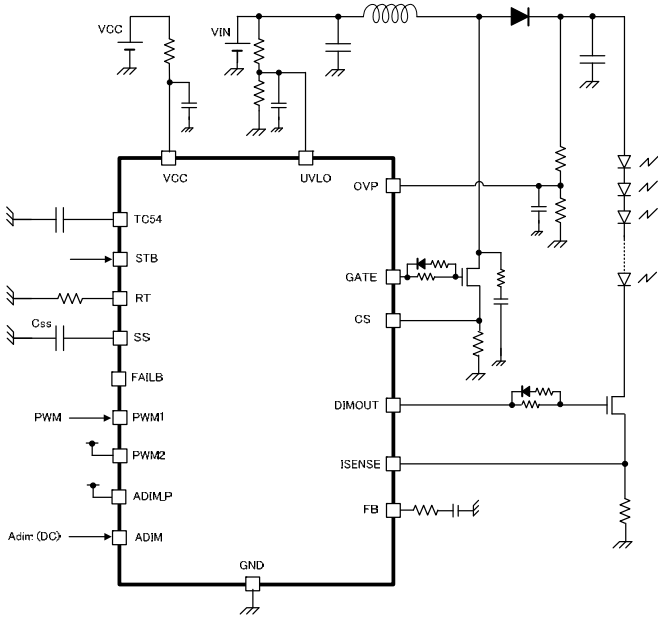 VCC
VIN
VCC
UVLO
OVP
TC54
STB
GATE
RT
CS
Css
SS
FAILB
DIMOUT
PWM
PWM1
PWM2
ISENSE
ADIM_P
FB
Adim (DC)
ADIM
GND